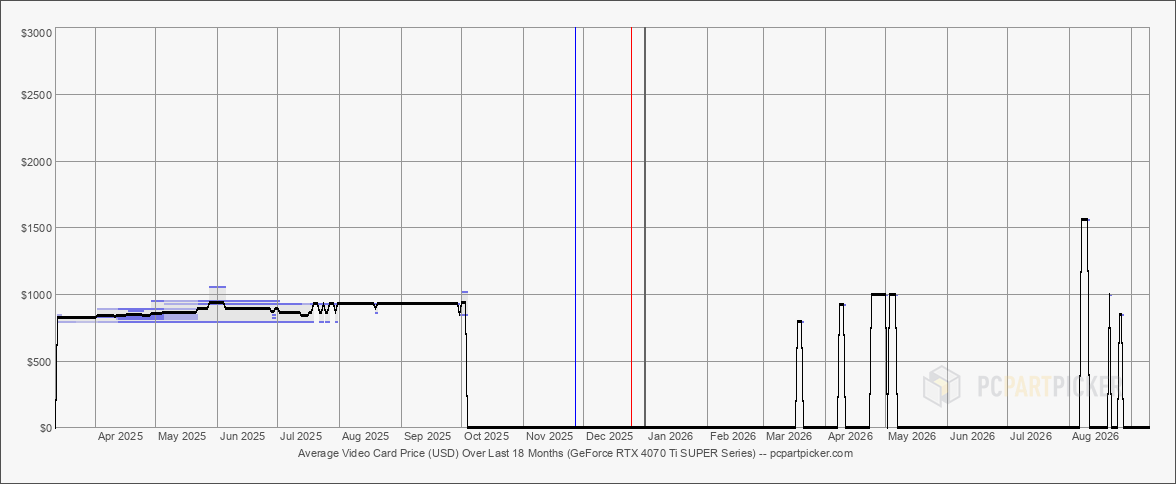 $3000
$2500
$2000
$1500
$1000
$500
$0
Apr 2025 May 2025 Jun 2025 Jul 2025 Aug 2025 Sep 2025 Oct 2025 Nov 2025 Dec 2025 Jan 2026 Feb 2026 Mar 2026 Apr 2026 May 2026 Jun 2026 Jul 2026 Aug 2026
PCPARTPICKER
Average Video Card Price (USD) Over Last 18 Months (GeForce RTX 4070 Ti SUPER Series) -- pcpartpicker.com